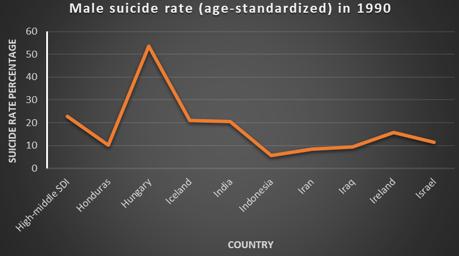 Male suicide rate (age-standardized) in 1990
SUICIDE RATE PERCENTAGE
60
50
40
30
20
10
0
High-middle SDI
Honduras
Hungary
Iceland
India
Indonesia
Iran
Iraq
Ireland
Israel
COUNTRY